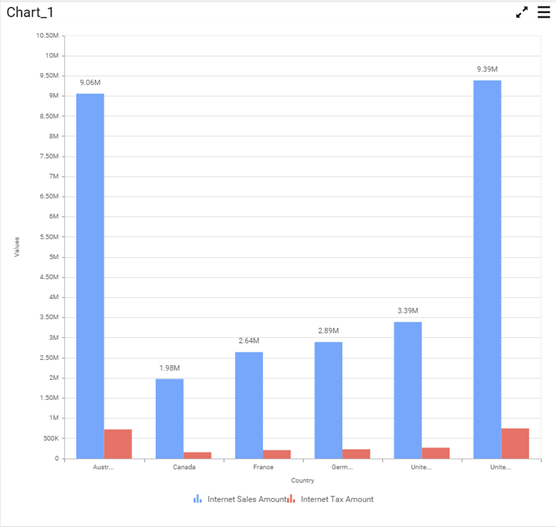 Chart_1
10.50M
10M
9.50M
9M
8.50M
8M
7.50M
7M
6.50M
6M
5.50M
5M
4.50M
4M
3.50M
3M
2.50M
2M
1.50M
1M
500K
0
Values
9.06M
1.98M
2.64M
2.89M
3.39M
9.39M
Austr... Canada France Germ... Unite... Unite...
Country
Internet Sales Amount Internet Tax Amount